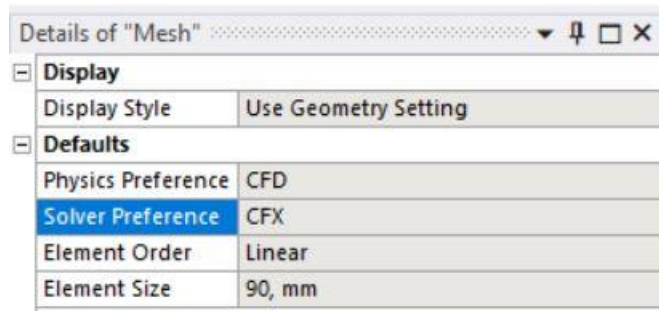 Details of "Mesh"
Display
Display Style Use Geometry Setting
Defaults
Physics Preference CFD
Solver Preference CFX
Element Order Linear
Element Size 90, mm